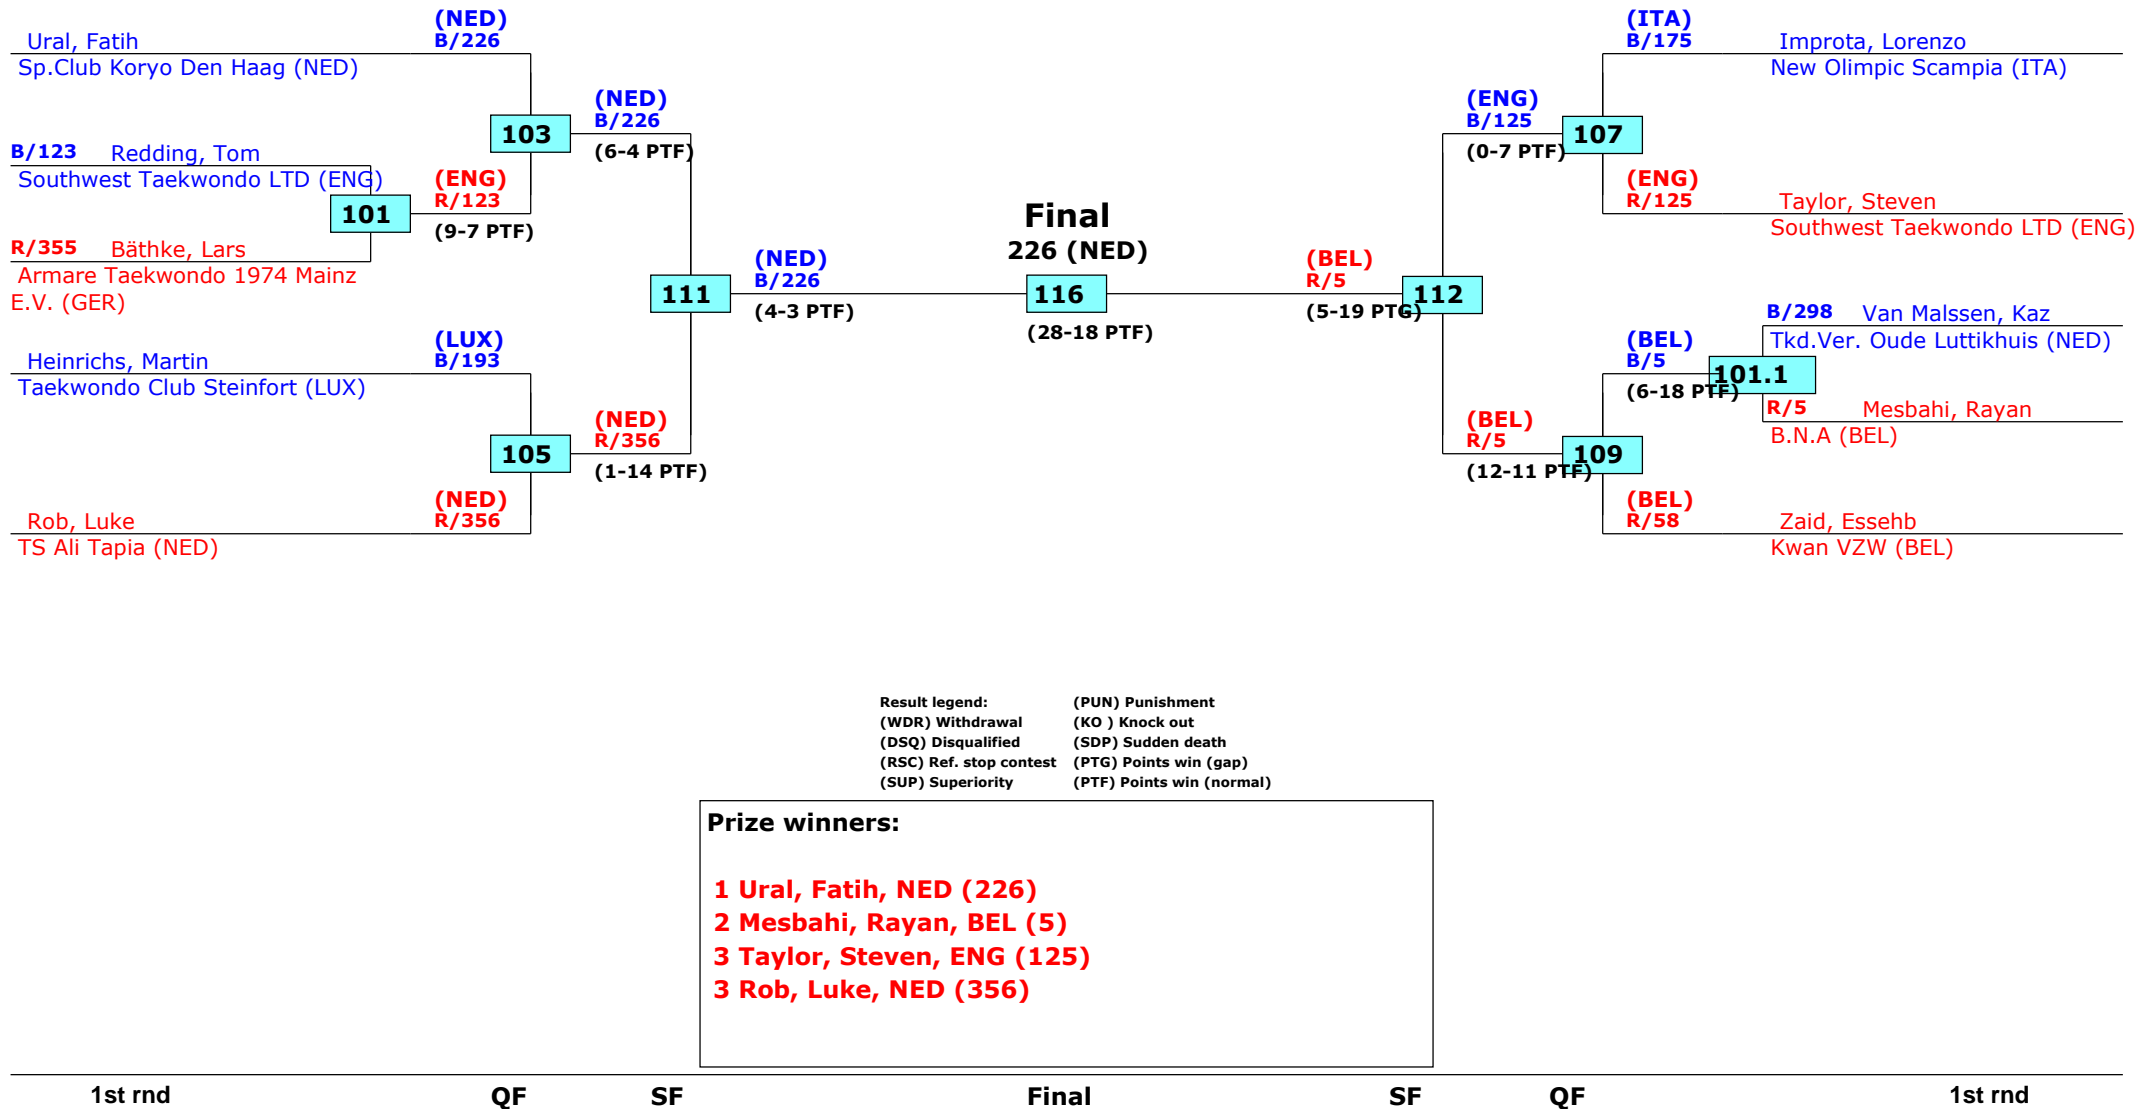 (NED)
B/226
Ural, Fatih
Sp.Club Koryo Den Haag (NED)
103
(NED)
B/226
(6-4 PTF)
B/123 Redding, Tom
Southwest Taekwondo LTD (ENG)
101
(ENG)
R/123
(9-7 PTF)
R/355 Bäthke, Lars
Armare Taekwondo 1974 Mainz
E.V. (GER)
111
(NED)
B/226
(4-3 PTF)
(LUX)
B/193
Heinrichs, Martin
Taekwondo Club Steinfort (LUX)
105
(NED)
R/356
(1-14 PTF)
(NED)
R/356
Rob, Luke
TS Ali Tapia (NED)
Final
226 (NED)
116
(28-18 PTF)
(ITA)
B/175
Improta, Lorenzo
New Olimpic Scampia (ITA)
(ENG)
B/125
(0-7 PTF)
107
(ENG)
R/125
Taylor, Steven
Southwest Taekwondo LTD (ENG)
(BEL)
R/5
(5-19 PTG)
112
B/298 Van Malssen, Kaz
Tkd.Ver. Oude Luttikhuis (NED)
(BEL)
B/5
(6-18 PTF)
101.1
R/5 Mesbahi, Rayan
B.N.A (BEL)
(BEL)
R/5
(12-11 PTF)
109
(BEL)
R/58
Zaid, Essehb
Kwan VZW (BEL)
Result legend: (PUN) Punishment
(WDR) Withdrawal (KO ) Knock out
(DSQ) Disqualified (SDP) Sudden death
(RSC) Ref. stop contest (PTG) Points win (gap)
(SUP) Superiority (PTF) Points win (normal)
Prize winners:
1 Ural, Fatih, NED (226)
2 Mesbahi, Rayan, BEL (5)
3 Taylor, Steven, ENG (125)
3 Rob, Luke, NED (356)
1st rnd QF SF Final SF QF 1st rnd